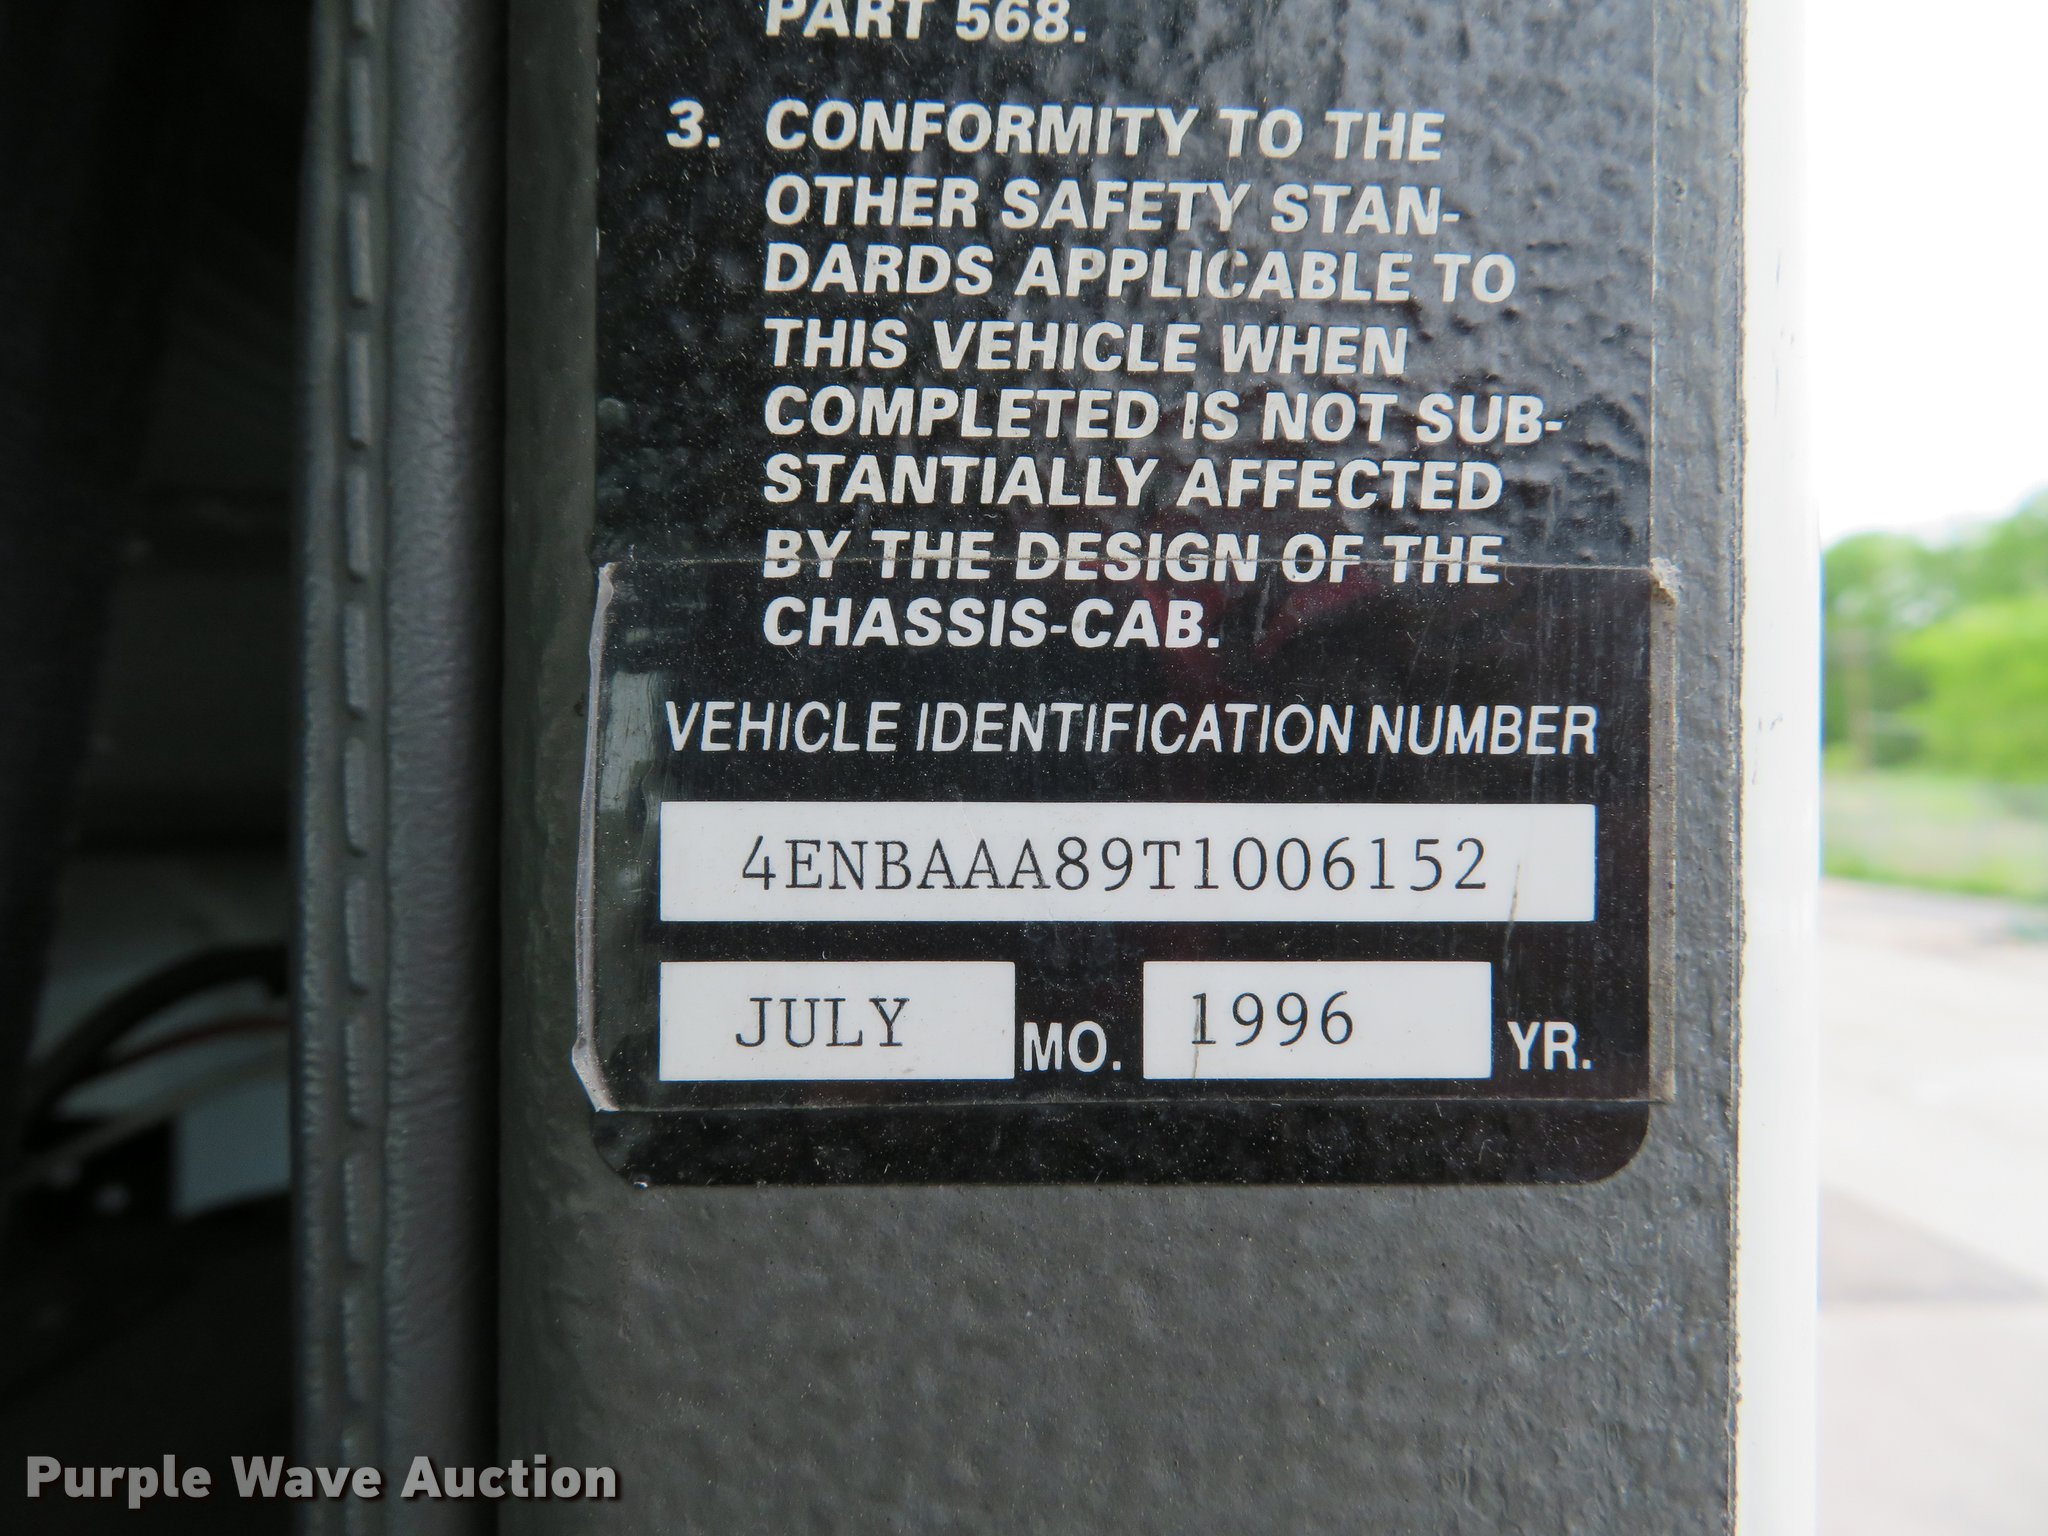 PART 568.
3. CONFORMITY TO THE
OTHER SAFETY STAN-
DARDS APPLICABLE TO
THIS VEHICLE WHEN
COMPLETED IS NOT SUB-
STANTIALLY AFFECTED
BY THE DESIGN OF THE
CHASSIS-CAB.
VEHICLE IDENTIFICATION NUMBER
4ENBAAA89T1006152
JULY MO. 1996 YR.
Purple Wave Auction